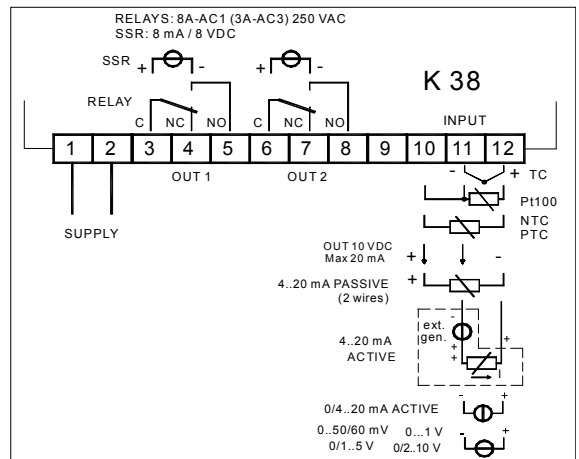 RELAYS: 8A-AC1 (3A-AC3) 250 VAC
SSR: 8 mA / 8 VDC
SSR + - + -
K 38
RELAY
C NC NO C NC NO INPUT
1 2 3 4 5 6 7 8 9 10 11 12
OUT 1 OUT 2
- + TC
Pt100
SUPPLY
NTC
PTC
OUT 10 VDC
Max 20 mA + -
4..20 mA PASSIVE +
(2 wires)
-
ext.
gen.
+
4..20 mA + +
ACTIVE
I
0/4..20 mA ACTIVE - +
0..50/60 mV 0...1 V - +
0/1..5 V 0/2..10 V